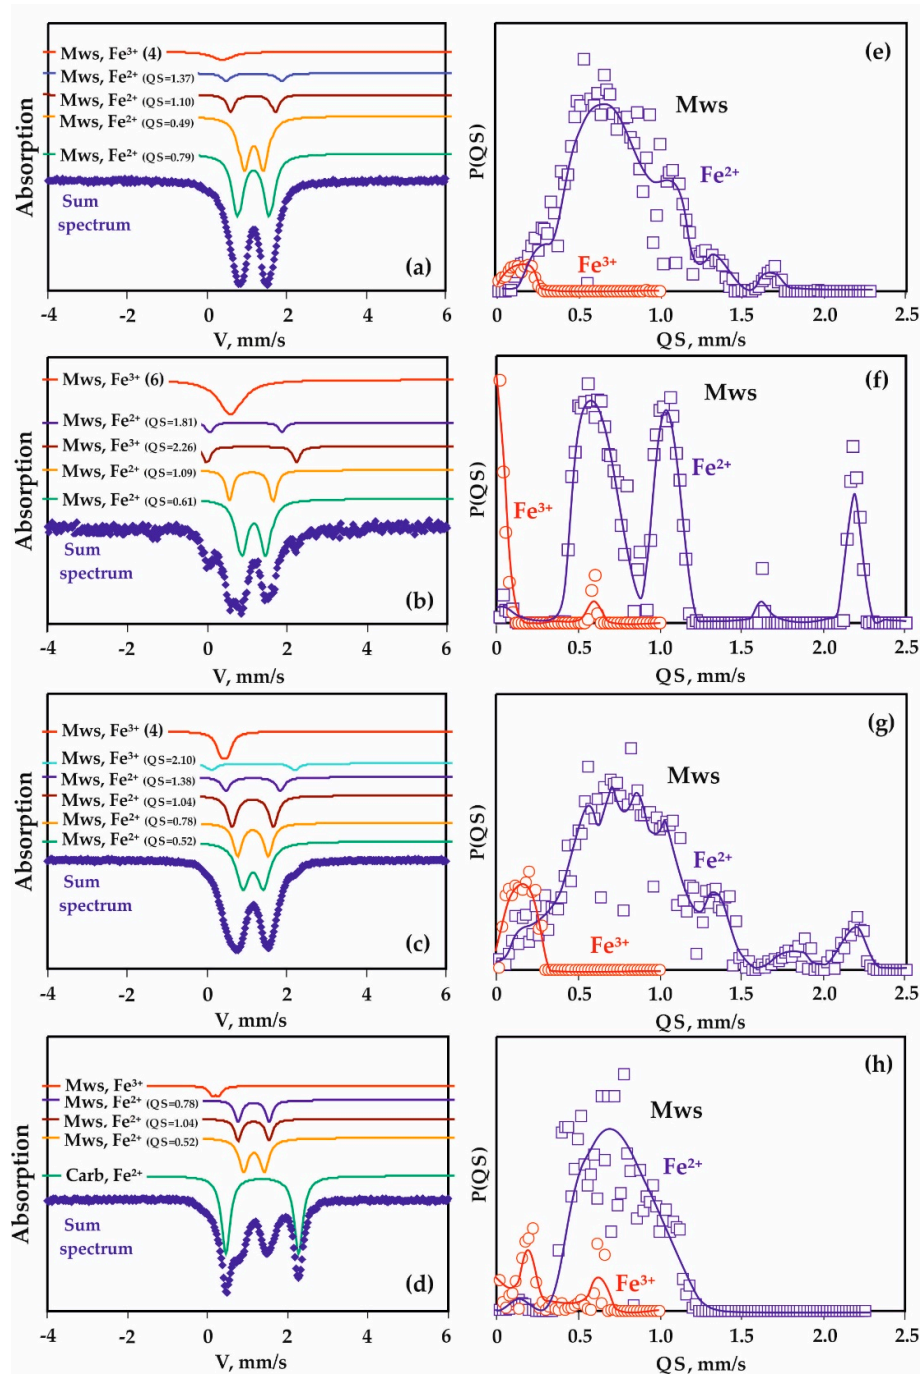 Absorption
Mws, Fe³⁺ (4)
Mws, Fe²⁺ (QS=1.37)
Mws, Fe²⁺ (QS=1.10)
Mws, Fe²⁺ (QS=0.49)
Mws, Fe²⁺ (QS=0.79)
Sum
spectrum
(a)
-4 -2 0 2 4 6
V, mm/s
P(QS)
(e)
Mws
Fe²⁺
Fe³⁺
0 0.5 1.0 1.5 2.0 2.5
QS, mm/s
Absorption
Mws, Fe³⁺ (6)
Mws, Fe²⁺ (QS=1.81)
Mws, Fe³⁺ (QS=2.26)
Mws, Fe²⁺ (QS=1.09)
Mws, Fe²⁺ (QS=0.61)
Sum
spectrum
(b)
-4 -2 0 2 4 6
V, mm/s
P(QS)
(f)
Mws
Fe²⁺
Fe³⁺
0 0.5 1.0 1.5 2.0 2.5
QS, mm/s
Absorption
Mws, Fe³⁺ (4)
Mws, Fe³⁺ (QS=2.10)
Mws, Fe²⁺ (QS=1.38)
Mws, Fe²⁺ (QS=1.04)
Mws, Fe²⁺ (QS=0.78)
Mws, Fe²⁺ (QS=0.52)
Sum
spectrum
(c)
-4 -2 0 2 4 6
V, mm/s
P(QS)
(g)
Mws
Fe²⁺
Fe³⁺
0 0.5 1.0 1.5 2.0 2.5
QS, mm/s
Absorption
Mws, Fe³⁺
Mws, Fe²⁺ (QS=0.78)
Mws, Fe²⁺ (QS=1.04)
Mws, Fe²⁺ (QS=0.52)
Carb, Fe²⁺
Sum
spectrum
(d)
-4 -2 0 2 4 6
V, mm/s
P(QS)
(h)
Mws
Fe²⁺
Fe³⁺
0 0.5 1.0 1.5 2.0 2.5
QS, mm/s